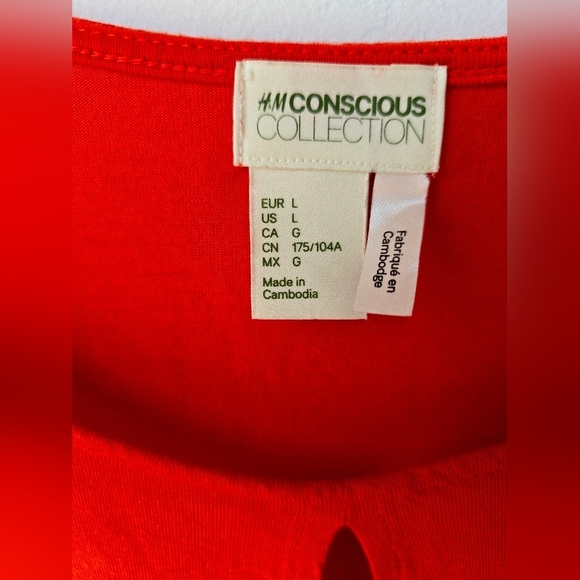 H&M CONSCIOUS
COLLECTION
EUR L
US L
CA G
CN 175/104A
MX G
Made in
Cambodia
Fabriqué en
Cambodge